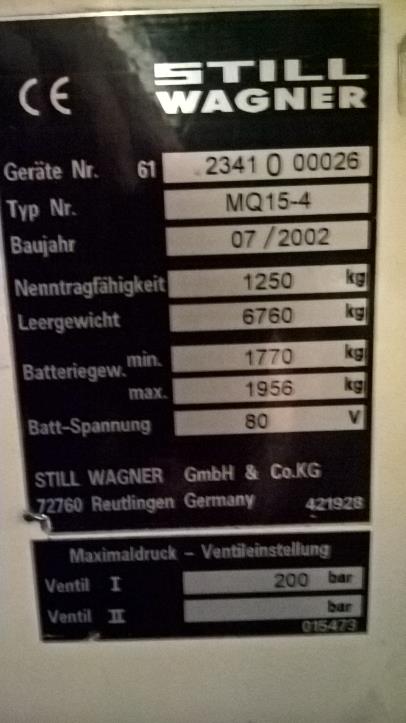 CE
STILL
WAGNER
Geräte Nr. 61 2341 0 00026
Typ Nr. MQ15-4
Baujahr 07/2002
Nenntragfähigkeit 1250 kg
Leergewicht 6760 kg
Batteriegew. min. 1770 kg
max. 1956 kg
Batt-Spannung 80 V
STILL WAGNER GmbH & Co.KG
72760 Reutlingen Germany 421928
Maximaldruck - Ventileinstellung
Ventil I 200 bar
Ventil II bar
015473